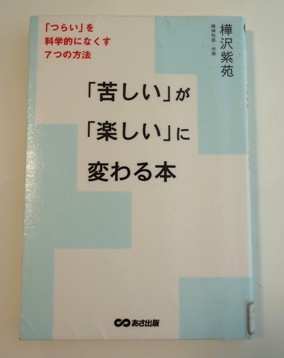 「つらい」を
科学的になくす
7つの方法
樺沢紫苑
精神科医・作家
「苦しい」が
「楽しい」に
変わる本
あさ出版